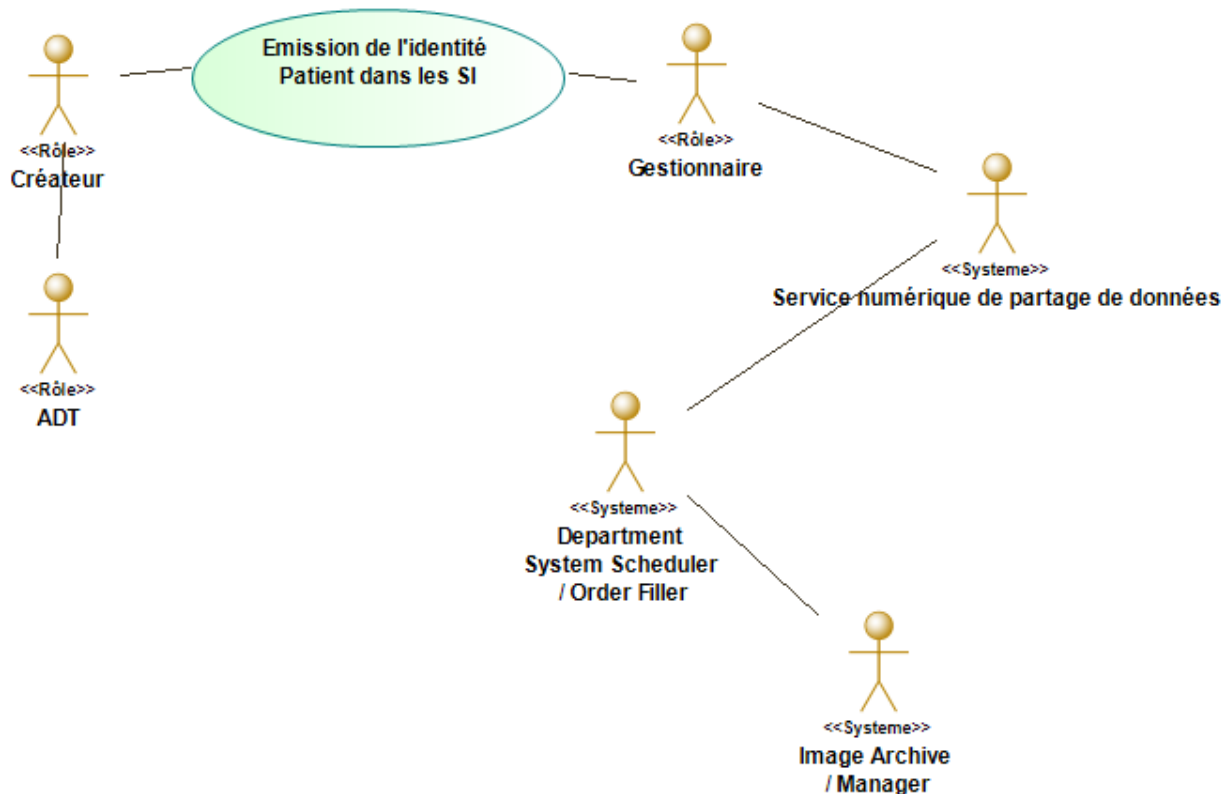 Emission de l'identité
Patient dans les SI
<<Rôle>>
Créateur
<<Rôle>>
Gestionnaire
<<Systeme>>
Service numérique de partage de données
<<Rôle>>
ADT
<<Systeme>>
Department
System Scheduler
/ Order Filler
<<Systeme>>
Image Archive
/ Manager